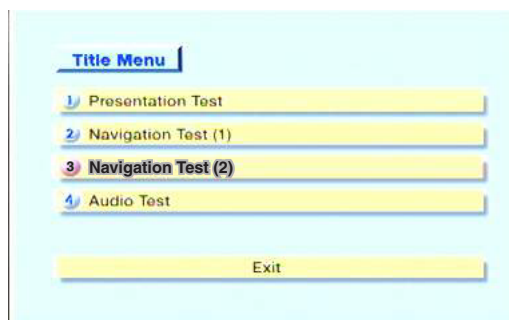 Title Menu
1 Presentation Test
2 Navigation Test (1)
3 Navigation Test (2)
4 Audio Test
Exit